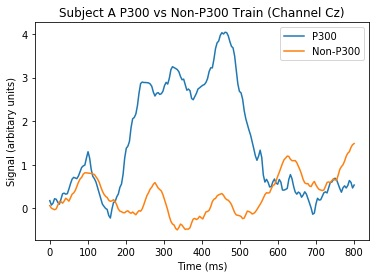 Subject A P300 vs Non-P300 Train (Channel Cz)
P300
Non-P300
Signal (arbitary units)
4
3
2
1
0
0 100 200 300 400 500 600 700 800
Time (ms)